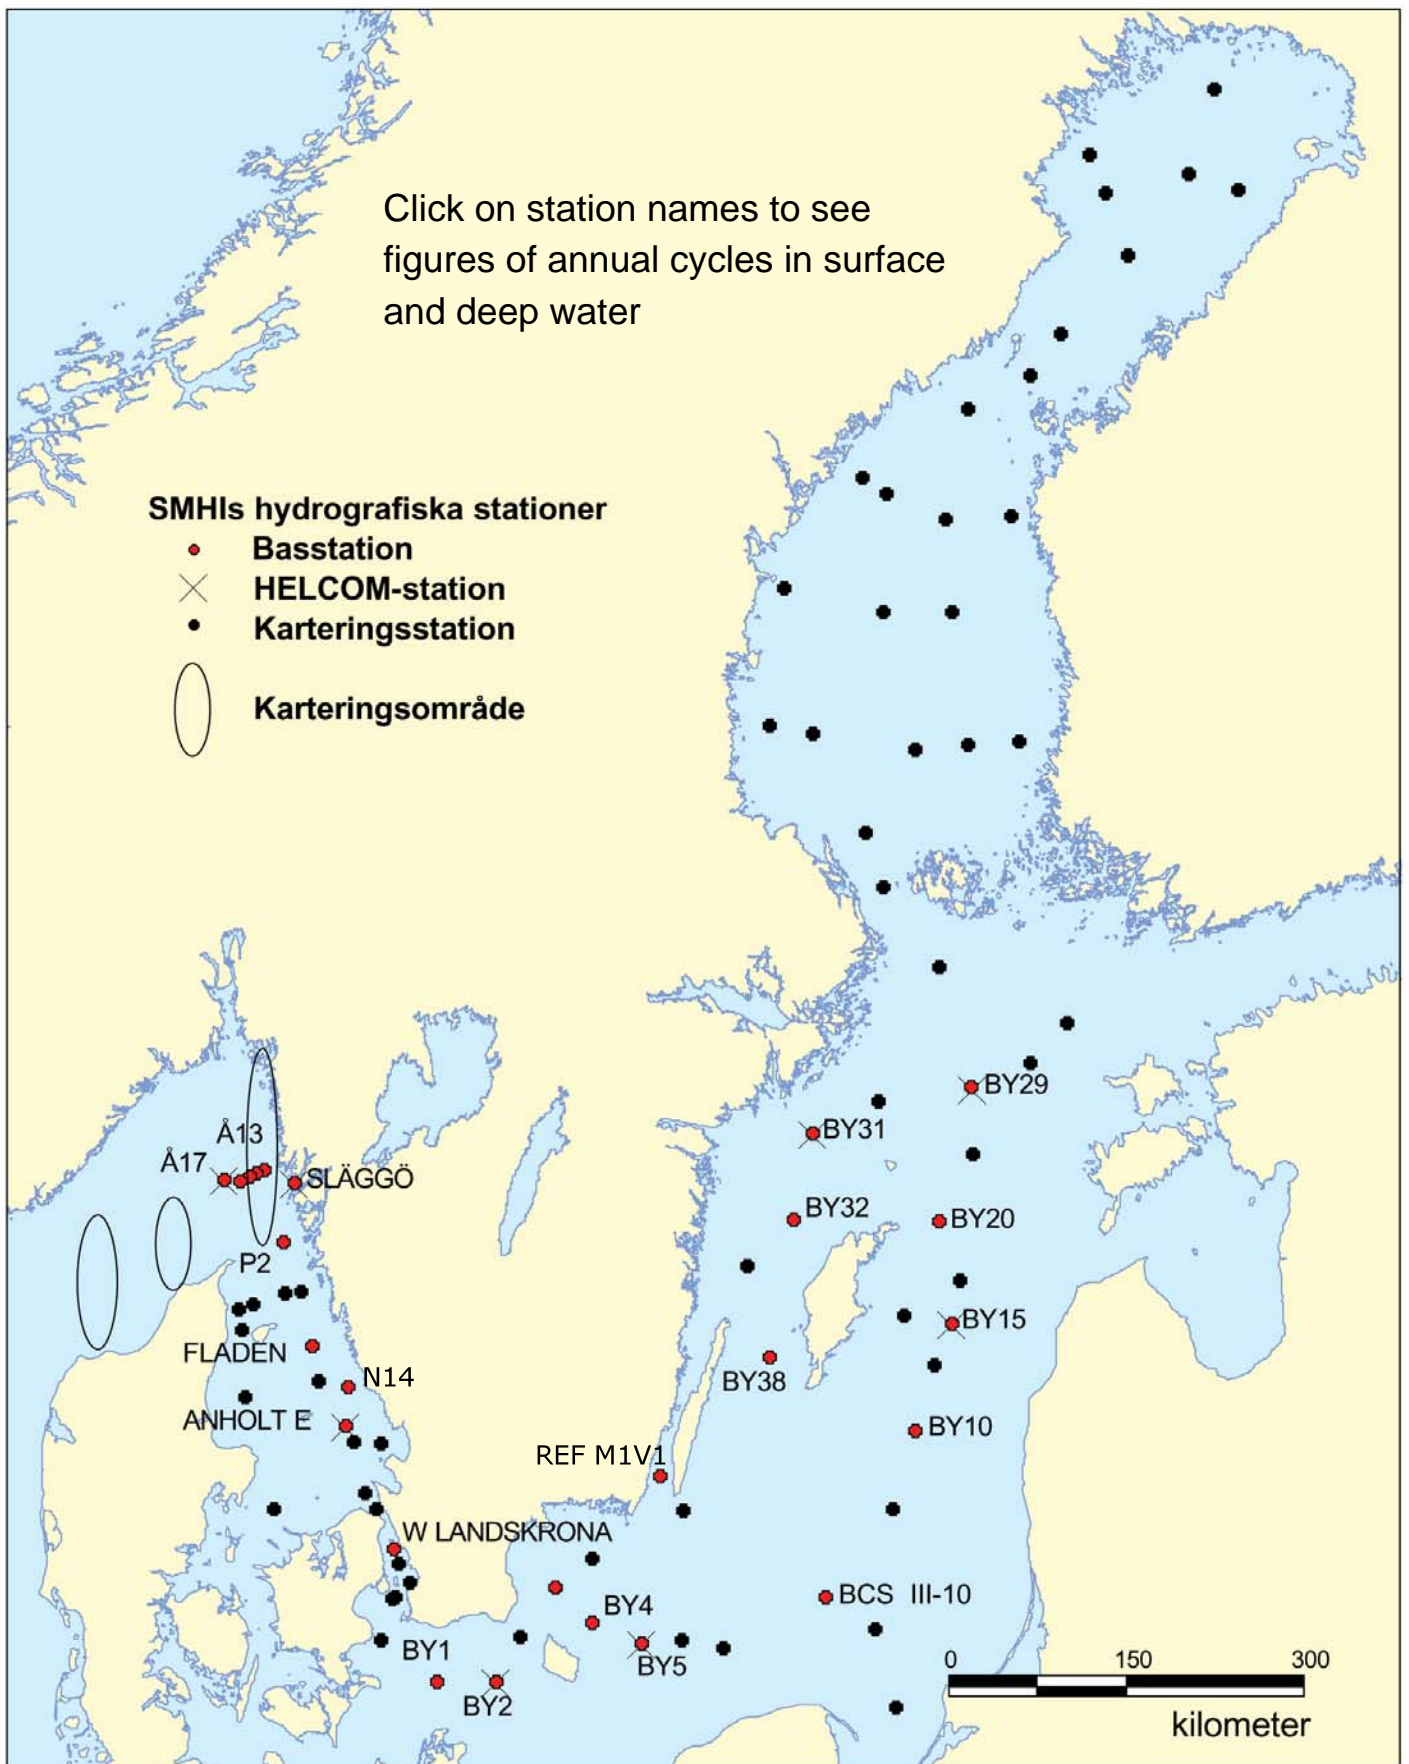 Click on station names to see
figures of annual cycles in surface
and deep water
SMHIs hydrografiska stationer
Basstation
HELCOM-station
Karteringsstation
Karteringsområde
BY29
Å13
BY31
Å17
SLÄGGÖ
BY32
BY20
P2
BY15
FLADEN
N14
BY38
ANHOLT E
BY10
REF M1V1
W LANDSKRONA
BCS III-10
BY4
BY1
BY5
BY2
0 150 300
kilometer